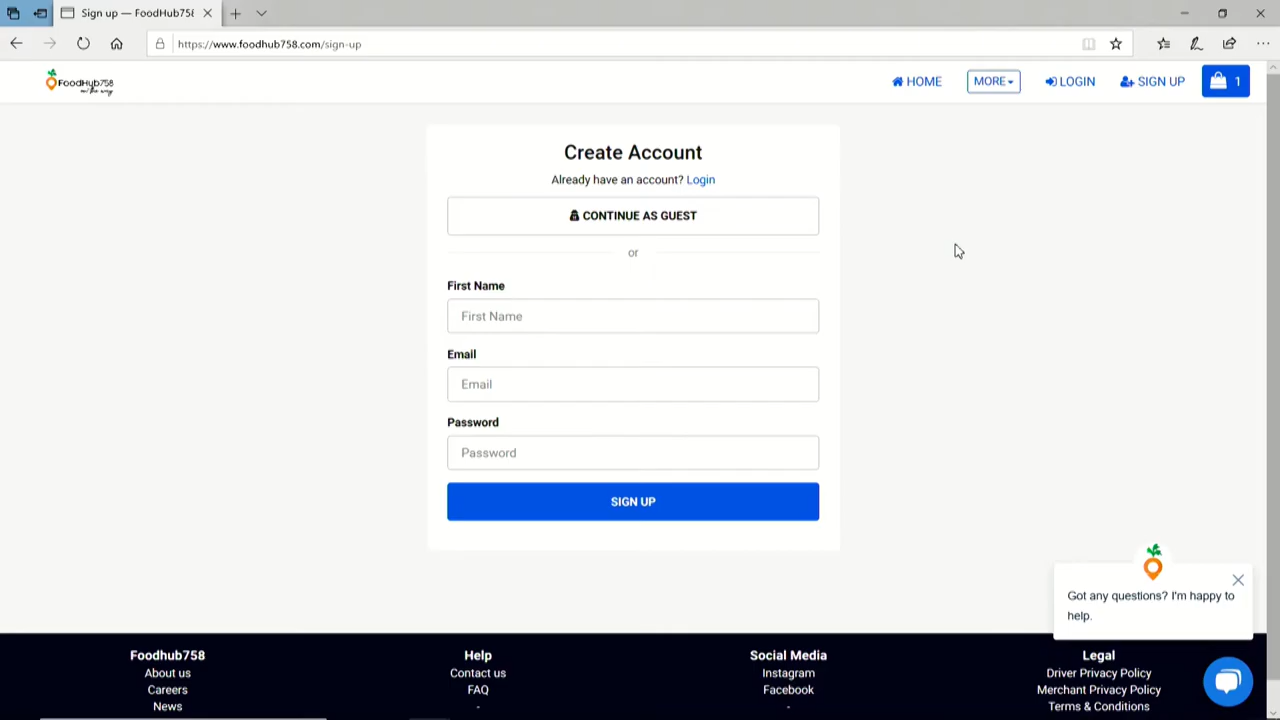 Sign up — FoodHub758
https://www.foodhub758.com/sign-up
FoodHub758
HOME
MORE
LOGIN
SIGN UP
1
Create Account
Already have an account? Login
CONTINUE AS GUEST
or
First Name
First Name
Email
Email
Password
Password
SIGN UP
Got any questions? I'm happy to
help.
Foodhub758
About us
Careers
News
Help
Contact us
FAQ
-
Social Media
Instagram
Facebook
-
Legal
Driver Privacy Policy
Merchant Privacy Policy
Terms & Conditions